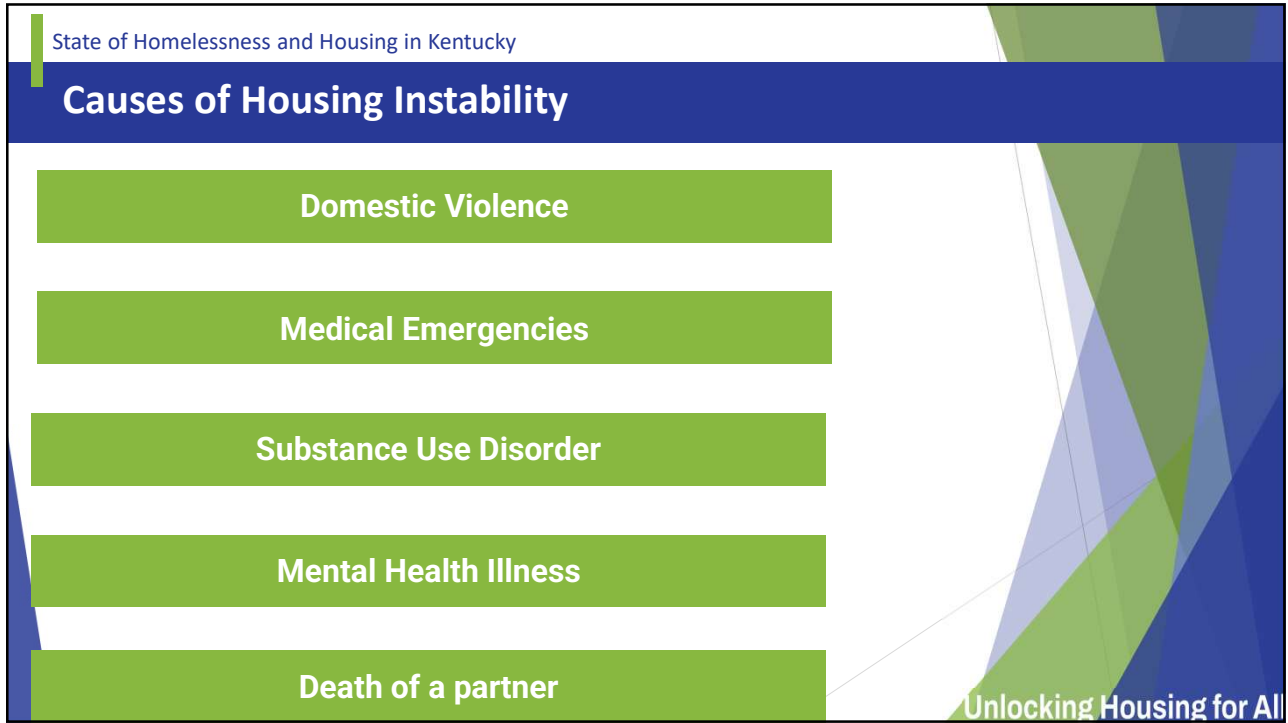 State of Homelessness and Housing in Kentucky
Causes of Housing Instability
Domestic Violence
Medical Emergencies
Substance Use Disorder
Mental Health Illness
Death of a partner
Unlocking Housing for All